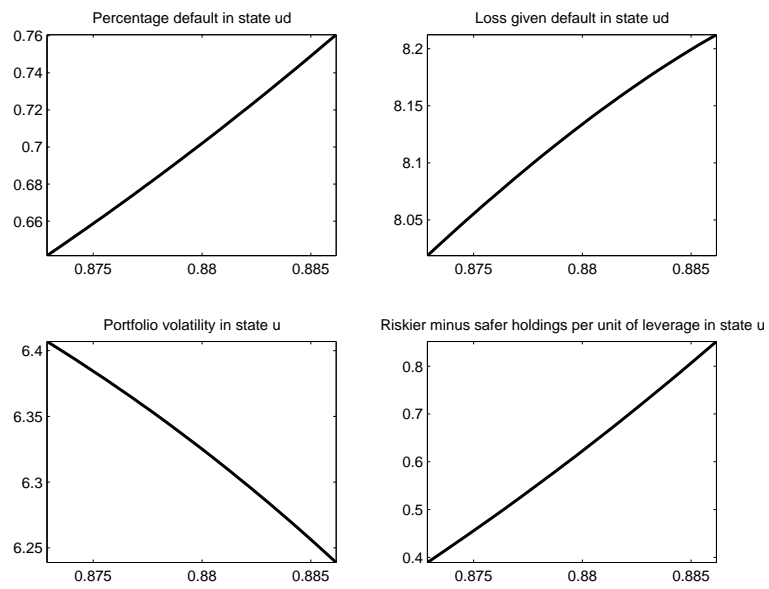 Percentage default in state ud
0.76
0.74
0.72
0.7
0.68
0.66
0.875 0.88 0.885
Loss given default in state ud
8.2
8.15
8.1
8.05
0.875 0.88 0.885
Portfolio volatility in state u
6.4
6.35
6.3
6.25
0.875 0.88 0.885
Riskier minus safer holdings per unit of leverage in state u
0.8
0.7
0.6
0.5
0.4
0.875 0.88 0.885